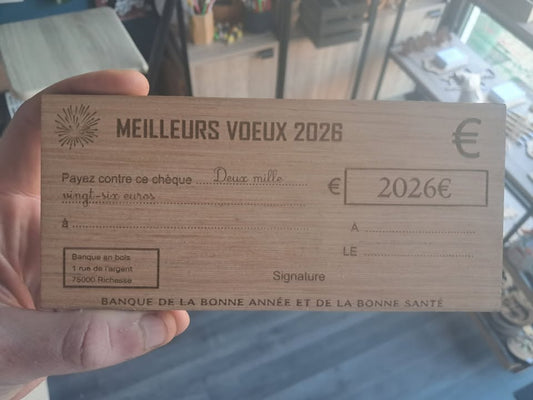 MEILLEURS VOEUX 2026
€
Payez contre ce chèque .... Deux mille
vingt-six euros
€ 2026€
à
A
LE
Banque en bois
1 rue de l'argent
75000 Richesse
Signature
BANQUE DE LA BONNE ANNÉE ET DE LA BONNE SANTÉ